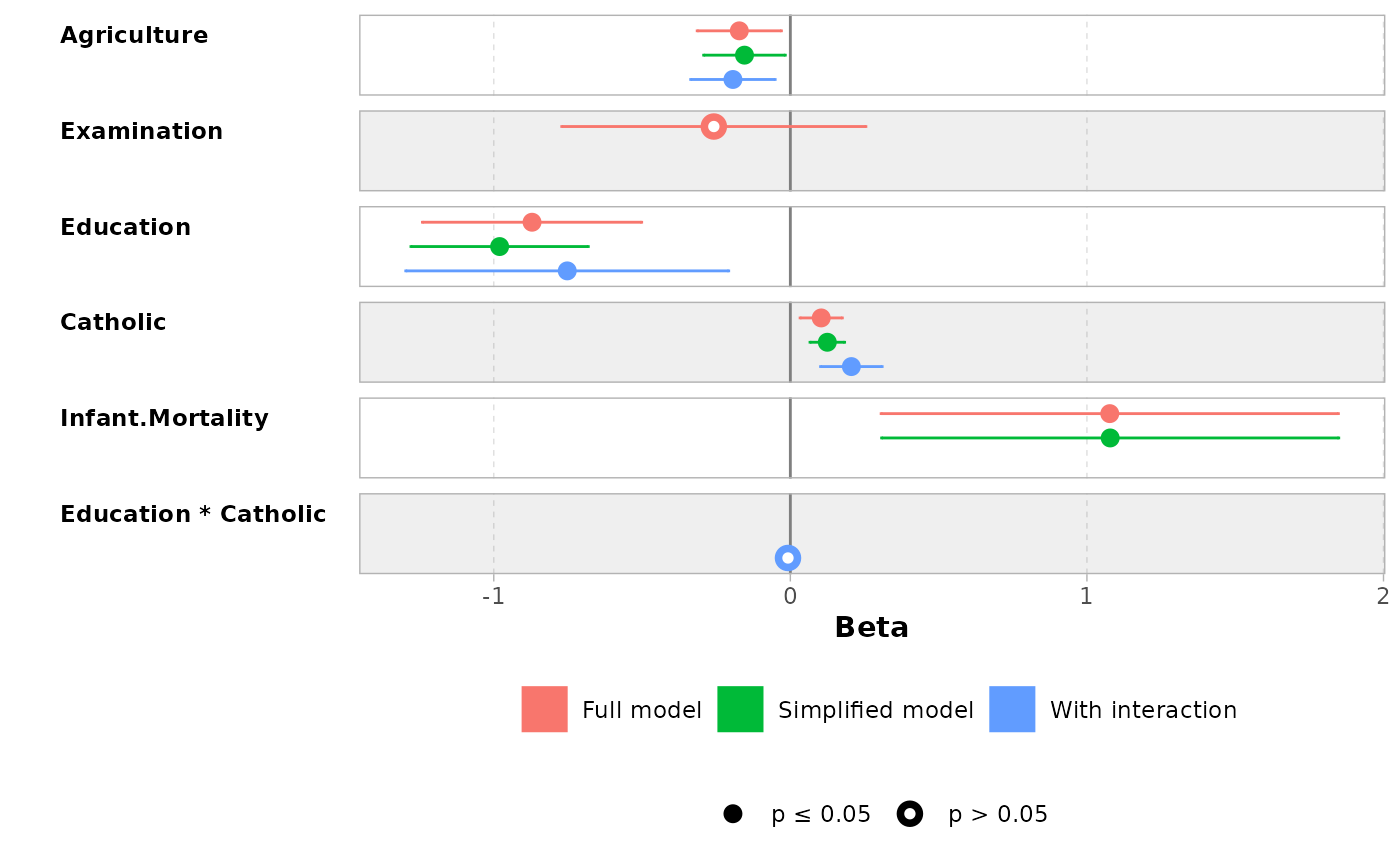 Agriculture
Examination
Education
Catholic
Infant.Mortality
Education * Catholic
-1 0 1 2
Beta
Full model Simplified model With interaction
p ≤ 0.05 p > 0.05